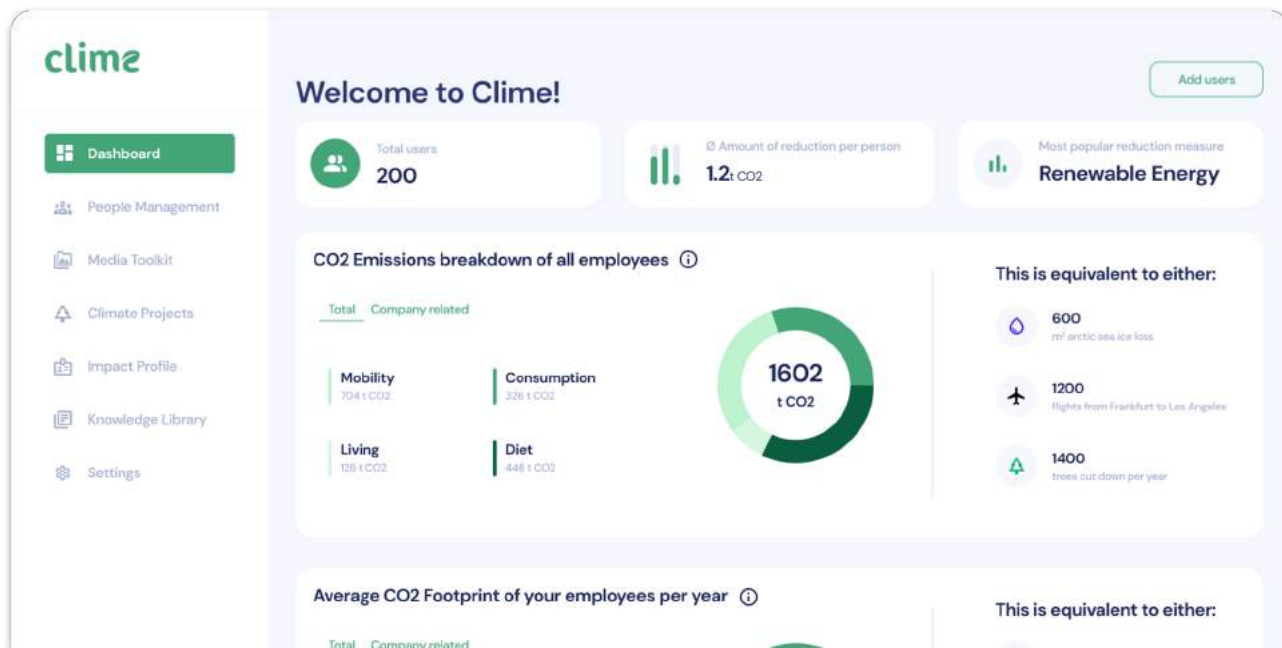 clime
Welcome to Clime!
Add users
Dashboard
People Management
Media Toolkit
Climate Projects
Impact Profile
Knowledge Library
Settings
Total users
200
Ø Amount of reduction per person
1.2t CO2
Most popular reduction measure
Renewable Energy
CO2 Emissions breakdown of all employees
Total Company related
Mobility
704 t CO2
Consumption
326 t CO2
Living
126 t CO2
Diet
446 t CO2
1602
t CO2
This is equivalent to either:
600
m² arctic sea ice loss
1200
flights from Frankfurt to Los Angeles
1400
trees cut down per year
Average CO2 Footprint of your employees per year
Total Company related
This is equivalent to either: